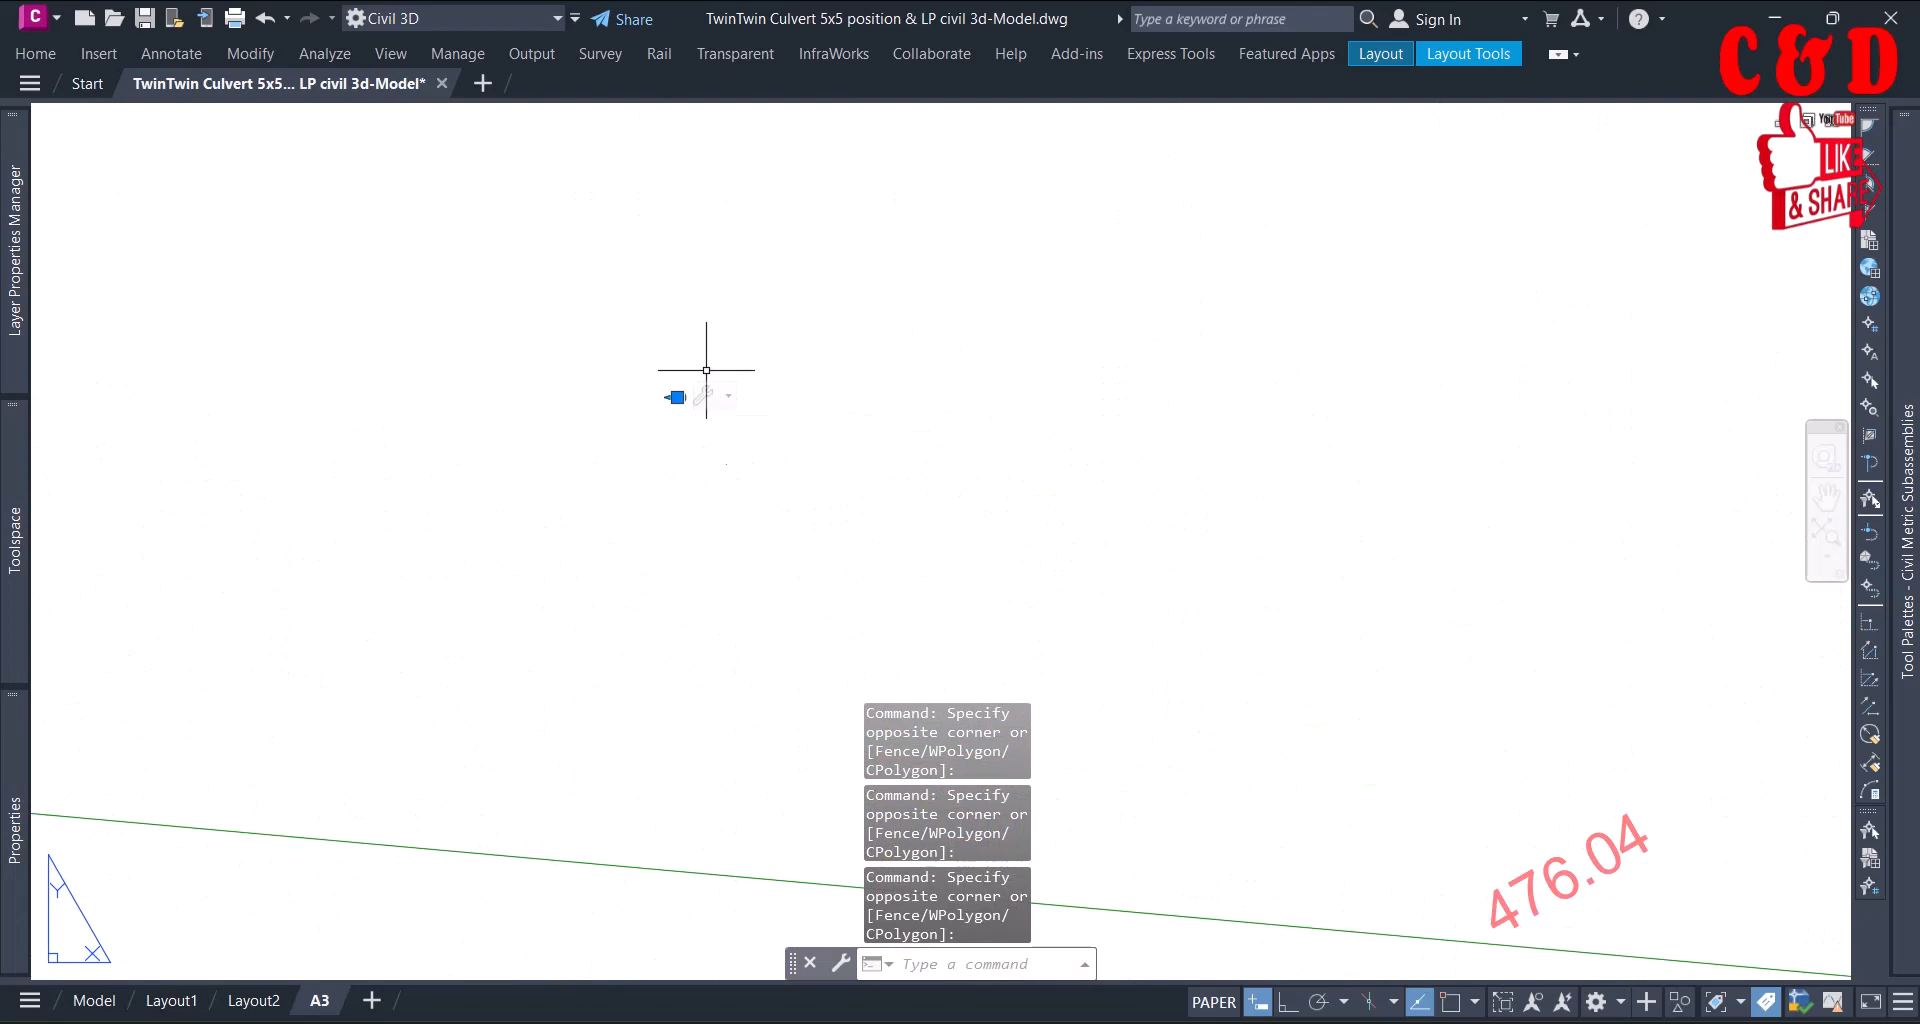 C
Civil 3D
Share
TwinTwin Culvert 5x5 position & LP civil 3d-Model.dwg
Type a keyword or phrase
Sign In
Home Insert Annotate Modify Analyze View Manage Output Survey Rail Transparent InfraWorks Collaborate Help Add-ins Express Tools Featured Apps Layout Layout Tools
C & D
Start
TwinTwin Culvert 5x5... LP civil 3d-Model*
YouTube
LIKE
& SHARE
Layer Properties Manager
Toolspace
Properties
Tool Palettes - Civil Metric Subassemblies
Command: Specify
opposite corner or
[Fence/WPolygon/
CPolygon]:
Command: Specify
opposite corner or
[Fence/WPolygon/
CPolygon]:
Command: Specify
opposite corner or
[Fence/WPolygon/
CPolygon]:
476.04
Y
X
Type a command
Model Layout1 Layout2 A3
PAPER